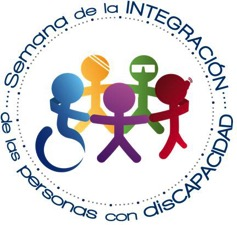 Semana de la INTEGRACIÓN
de las personas con disCAPACIDAD